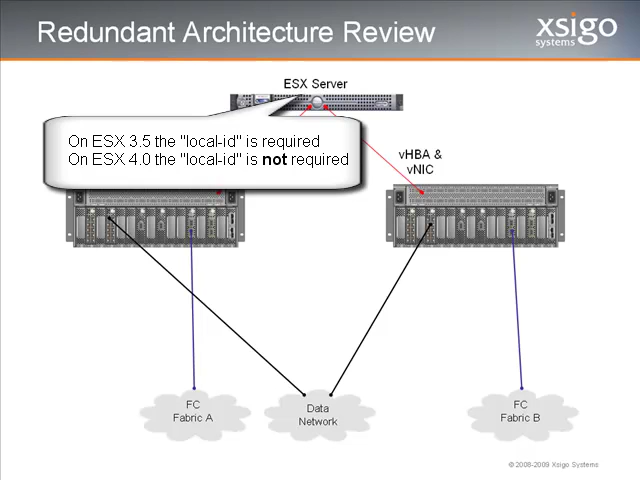 Redundant Architecture Review
xsigo
systems
ESX Server
On ESX 3.5 the "local-id" is required
On ESX 4.0 the "local-id" is not required
vHBA &
vNIC
FC
Fabric A
Data
Network
FC
Fabric B
© 2008-2009 Xsigo Systems